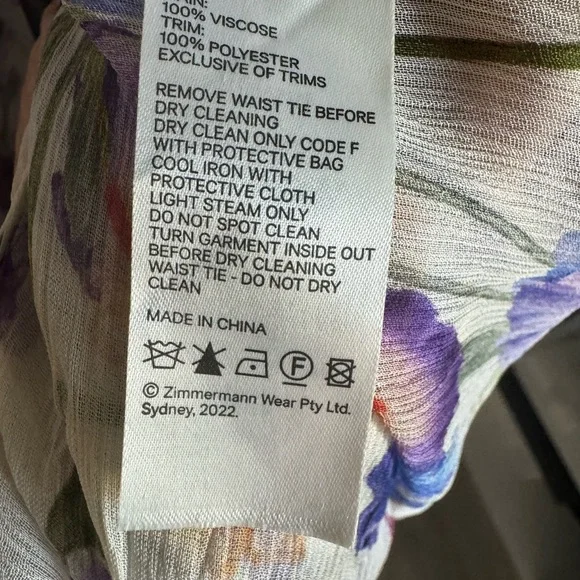 100% VISCOSE
TRIM:
100% POLYESTER
EXCLUSIVE OF TRIMS
REMOVE WAIST TIE BEFORE
DRY CLEANING
DRY CLEAN ONLY CODE F
WITH PROTECTIVE BAG
COOL IRON WITH
PROTECTIVE CLOTH
LIGHT STEAM ONLY
DO NOT SPOT CLEAN
TURN GARMENT INSIDE OUT
BEFORE DRY CLEANING
WAIST TIE - DO NOT DRY
CLEAN
MADE IN CHINA
F
© Zimmermann Wear Pty Ltd.
Sydney, 2022.